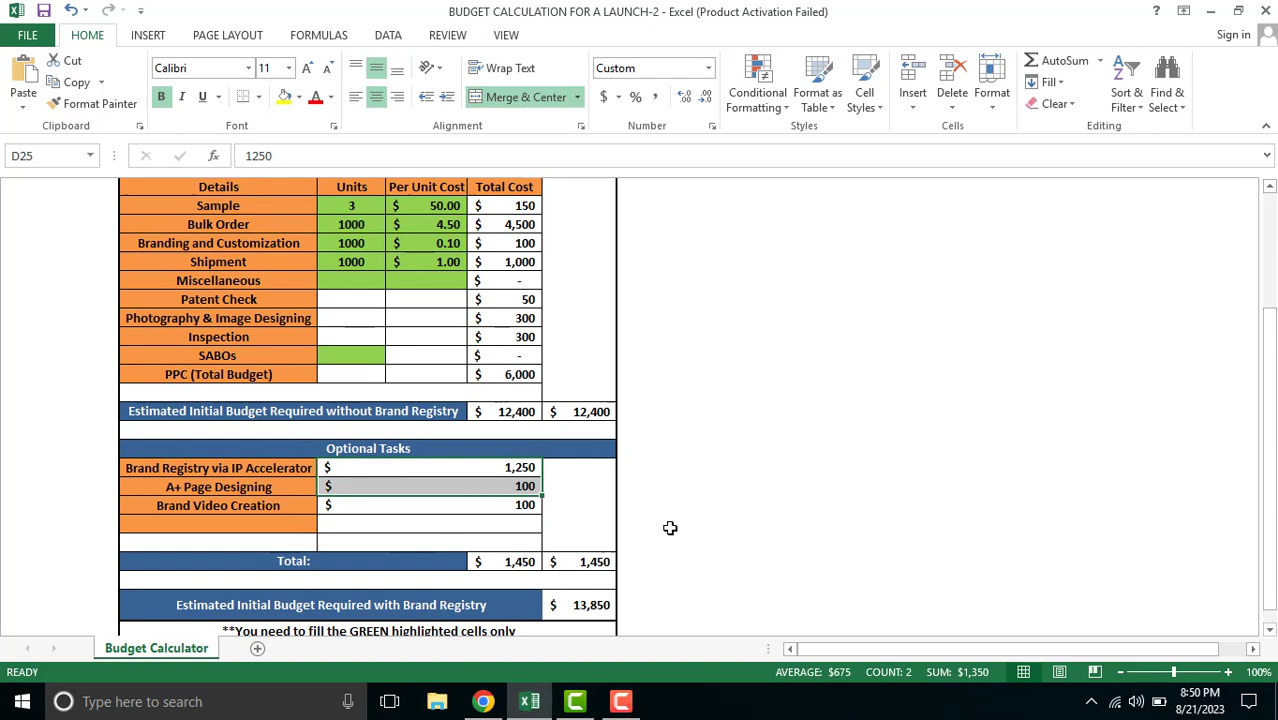 BUDGET CALCULATION FOR A LAUNCH-2 - Excel (Product Activation Failed)
?
FILE HOME INSERT PAGE LAYOUT FORMULAS DATA REVIEW VIEW Sign in
Paste
Cut
Copy
Format Painter
Clipboard
Calibri 11
B I U
Font
Wrap Text
Merge & Center
Alignment
Custom
$ % ,
Number
Conditional Formatting
Format as Table
Cell Styles
Styles
Insert Delete Format
Cells
AutoSum
Fill
Clear
Sort & Filter
Find & Select
Editing
D25 1250
Details Units Per Unit Cost Total Cost
Sample 3 $ 50.00 $ 150
Bulk Order 1000 $ 4.50 $ 4,500
Branding and Customization 1000 $ 0.10 $ 100
Shipment 1000 $ 1.00 $ 1,000
Miscellaneous $ -
Patent Check $ 50
Photography & Image Designing $ 300
Inspection $ 300
SABOs $ -
PPC (Total Budget) $ 6,000
Estimated Initial Budget Required without Brand Registry $ 12,400 $ 12,400
Optional Tasks
Brand Registry via IP Accelerator $ 1,250
A+ Page Designing $ 100
Brand Video Creation $ 100
Total: $ 1,450 $ 1,450
Estimated Initial Budget Required with Brand Registry $ 13,850
**You need to fill the GREEN highlighted cells only
Budget Calculator
READY AVERAGE: $675 COUNT: 2 SUM: $1,350 100%
Type here to search
8:50 PM
8/21/2023